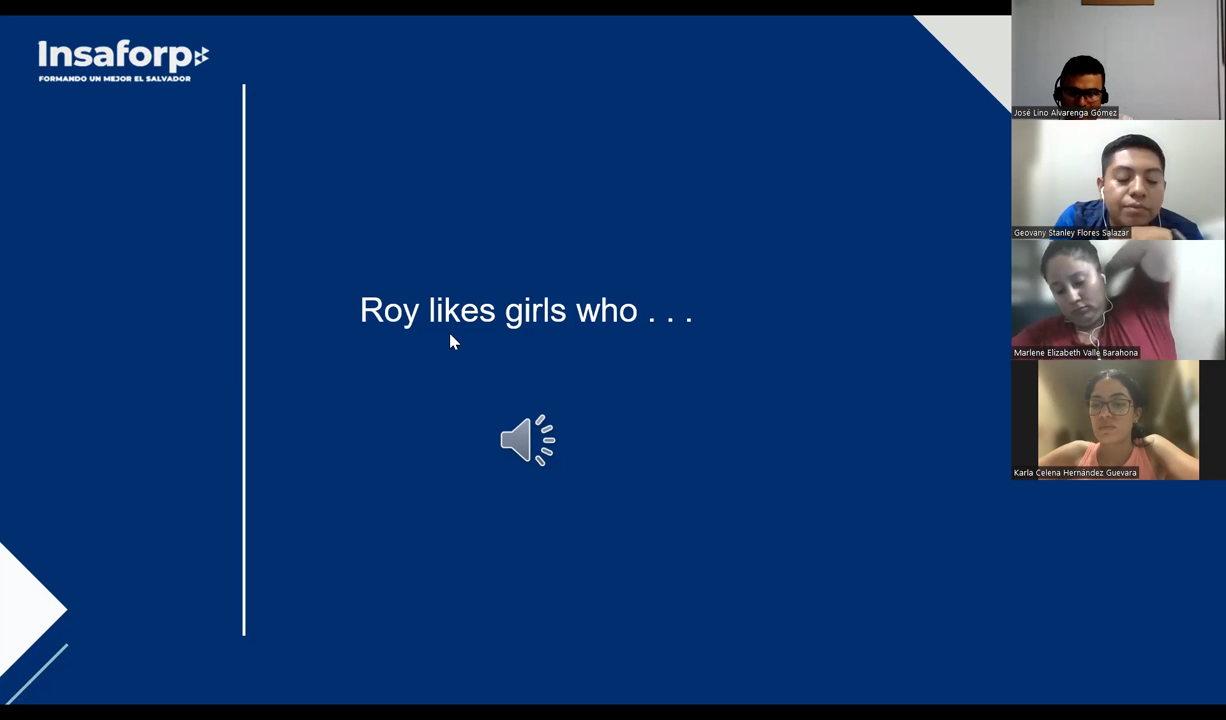 Insaforp
FORMANDO UN MEJOR EL SALVADOR
Roy likes girls who . . .
José Lino Alvarenga Gómez
Geovany Stanley Flores Salazar
Marlene Elizabeth Valle Barahona
Karla Celena Hernández Guevara